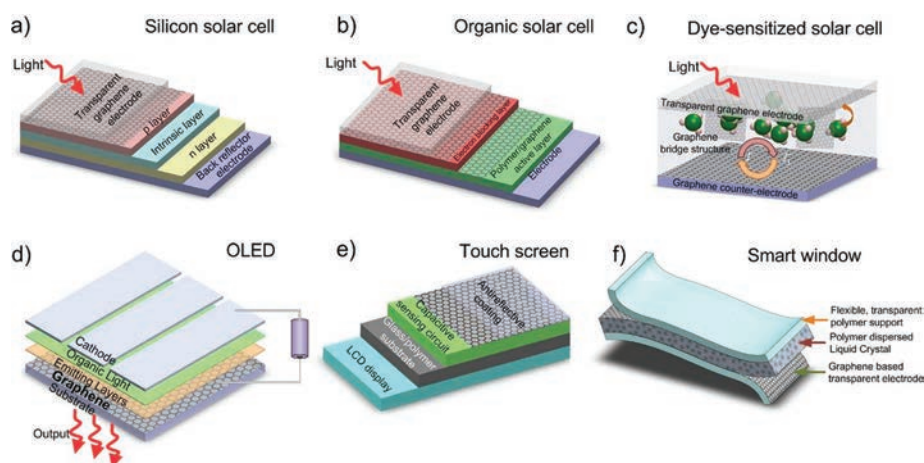 a)
Silicon solar cell
Light
Transparent
graphene
electrode
p layer
Intrinsic layer
n layer
Back reflector
electrode
b)
Organic solar cell
Light
Transparent
graphene
electrode
Electron blocking layer
Polymer/graphene
active layer
Electrode
c)
Dye-sensitized solar cell
Light
Transparent graphene electrode
Graphene
bridge structure
Graphene counter-electrode
d)
OLED
Cathode
Organic Light
Emitting Layers
Graphene
Substrate
Output
e)
Touch screen
Antireflective
coating
Capacitive
sensing circuit
Glass/polymer
substrate
LCD display
f)
Smart window
Flexible, transparent
polymer support
Polymer dispersed
Liquid Crystal
Graphene based
transparent electrode